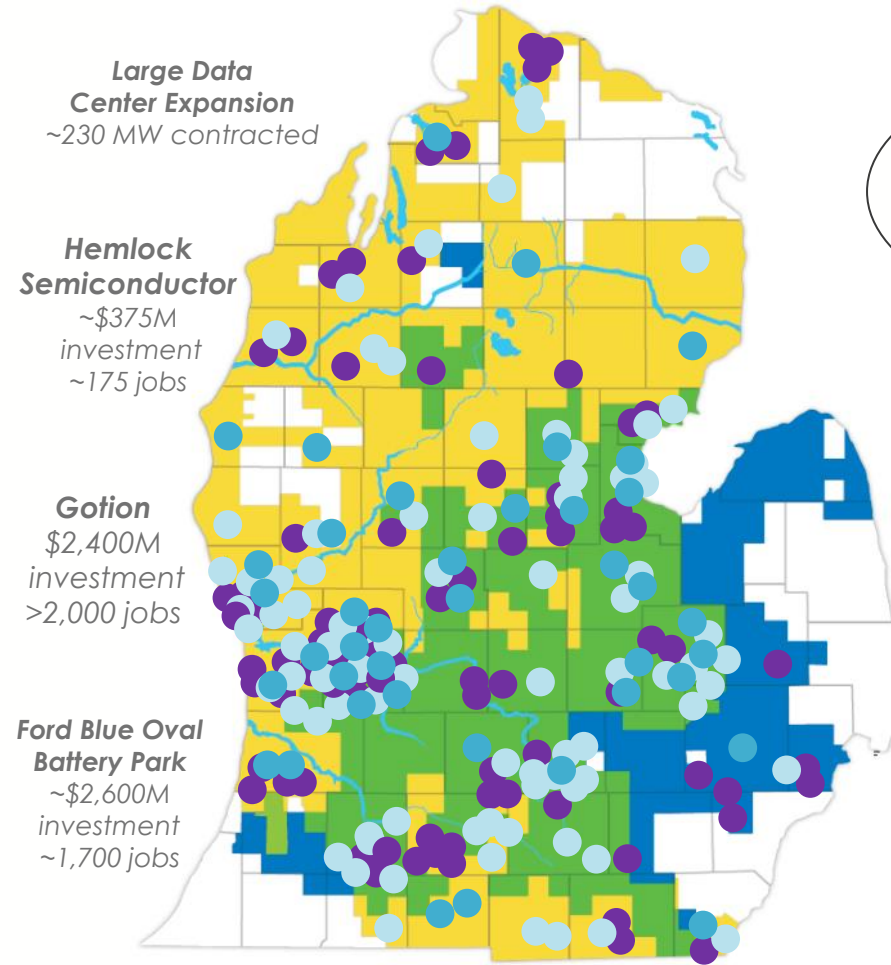 Large Data
Center Expansion
~230 MW contracted
Hemlock
Semiconductor
~$375M
investment
~175 jobs
Gotion
$2,400M
investment
>2,000 jobs
Ford Blue Oval
Battery Park
~$2,600M
investment
~1,700 jobs